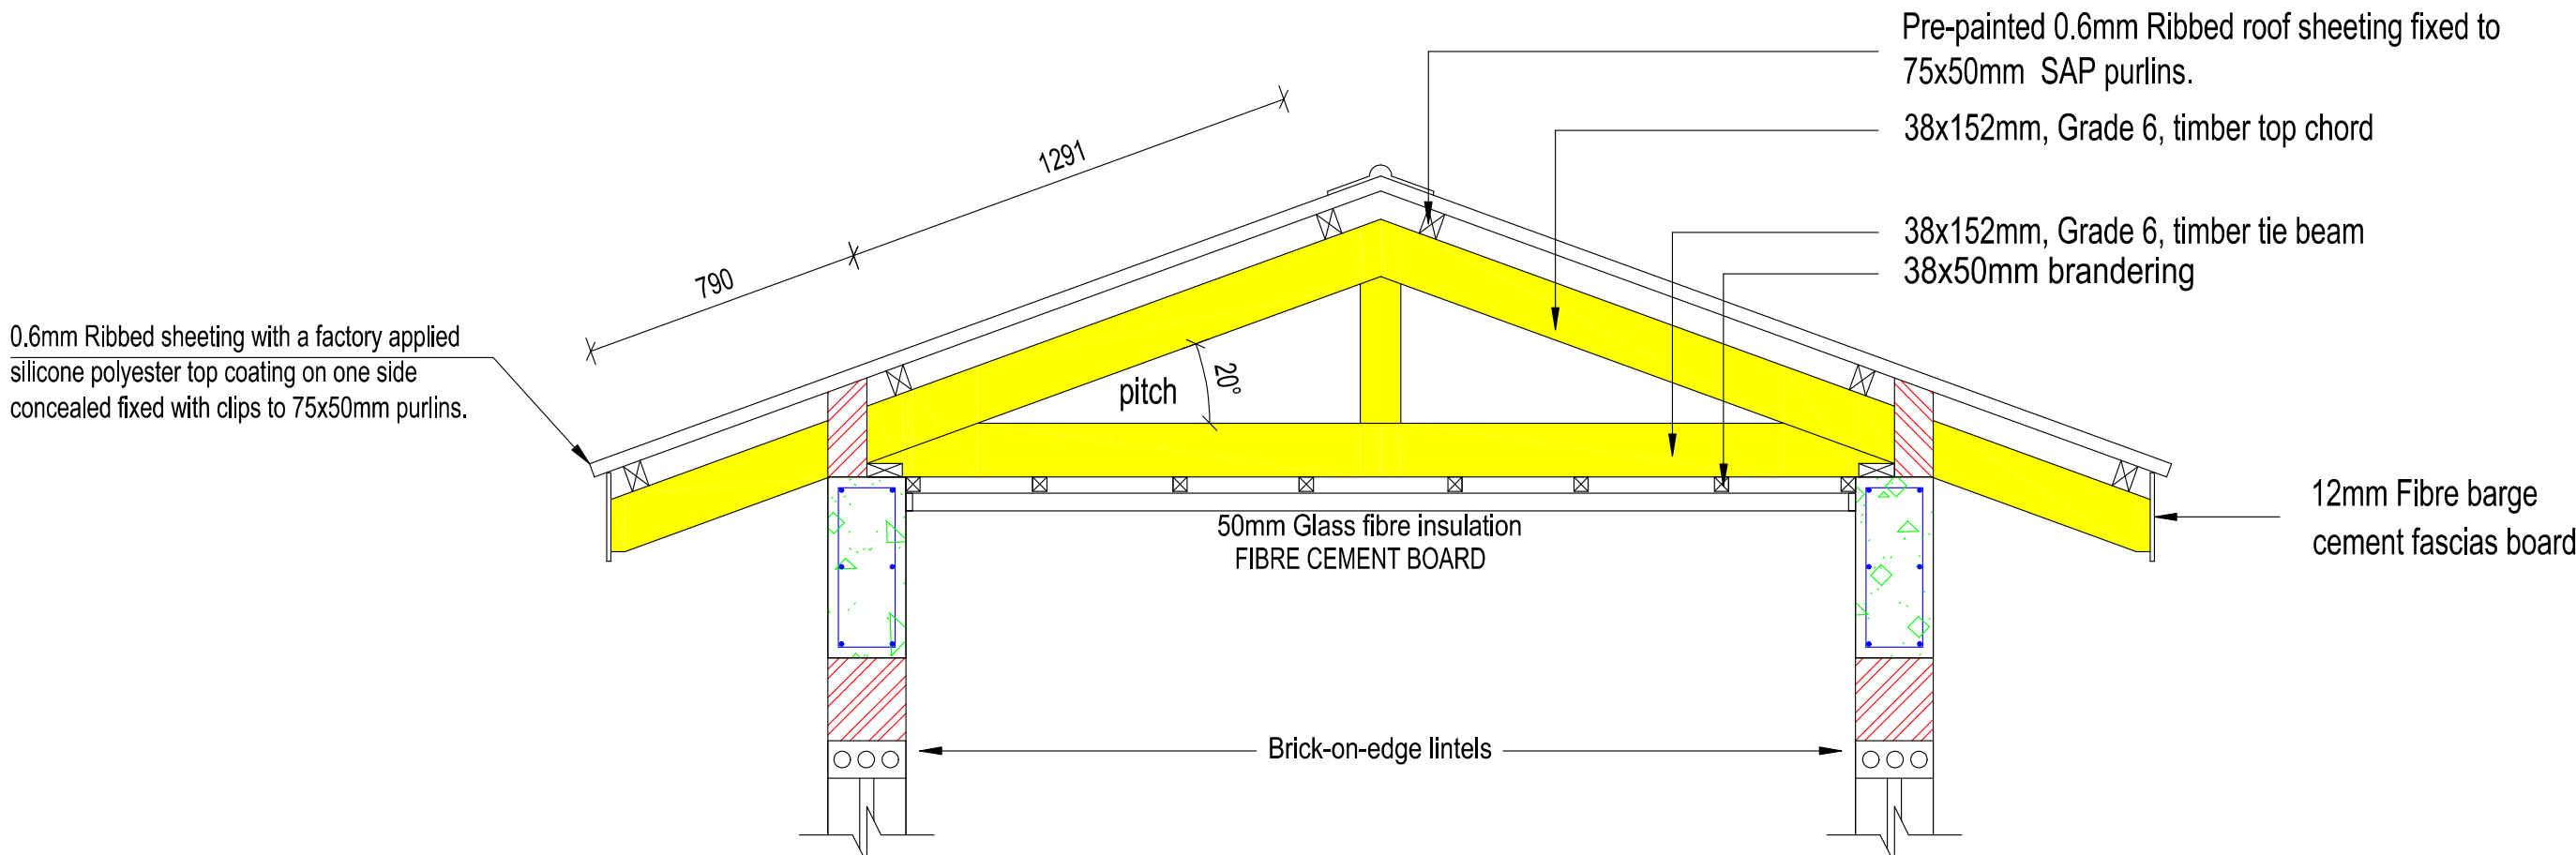 Pre-painted 0.6mm Ribbed roof sheeting fixed to
75x50mm SAP purlins.
38x152mm, Grade 6, timber top chord
1291
38x152mm, Grade 6, timber tie beam
38x50mm brandering
790
0.6mm Ribbed sheeting with a factory applied
silicone polyester top coating on one side
concealed fixed with clips to 75x50mm purlins.
pitch
20°
12mm Fibre barge
cement fascias board
50mm Glass fibre insulation
FIBRE CEMENT BOARD
Brick-on-edge lintels